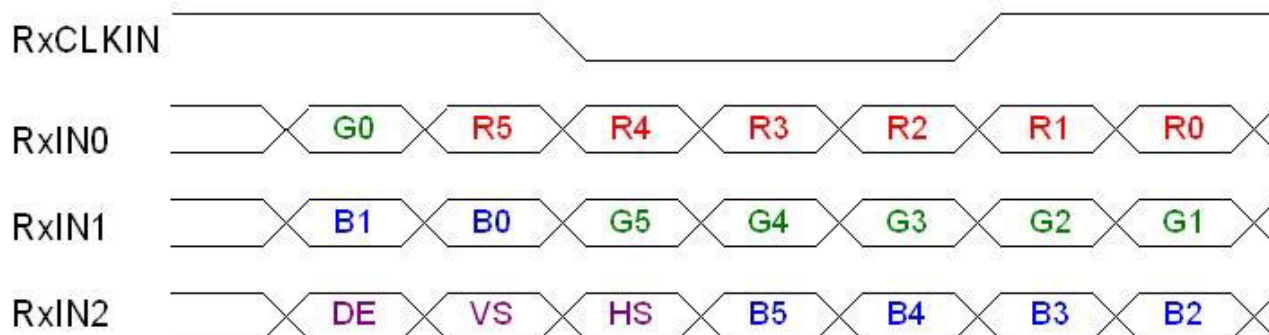 RxCLKIN
RxIN0 G0 R5 R4 R3 R2 R1 R0
RxIN1 B1 B0 G5 G4 G3 G2 G1
RxIN2 DE VS HS B5 B4 B3 B2